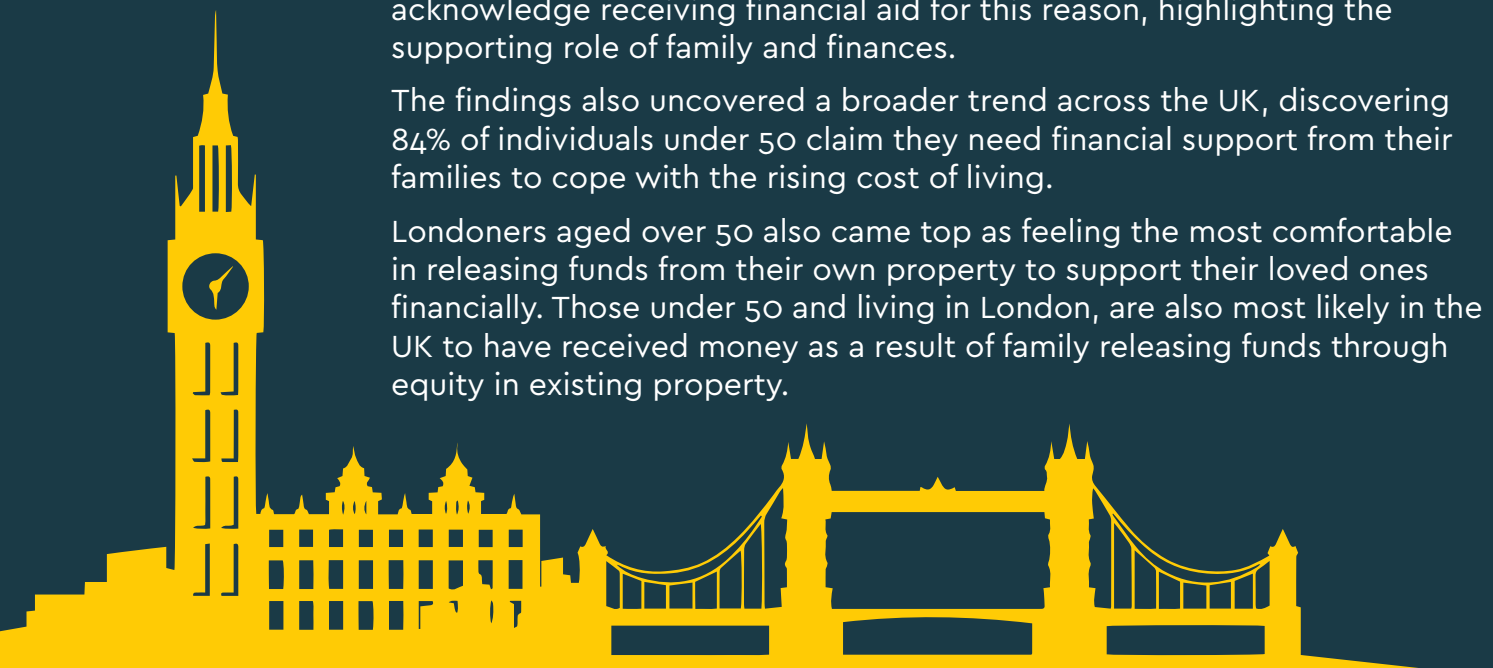 acknowledge receiving financial aid for this reason, highlighting the
supporting role of family and finances.
The findings also uncovered a broader trend across the UK, discovering
84% of individuals under 50 claim they need financial support from their
families to cope with the rising cost of living.
Londoners aged over 50 also came top as feeling the most comfortable
in releasing funds from their own property to support their loved ones
financially. Those under 50 and living in London, are also most likely in the
UK to have received money as a result of family releasing funds through
equity in existing property.